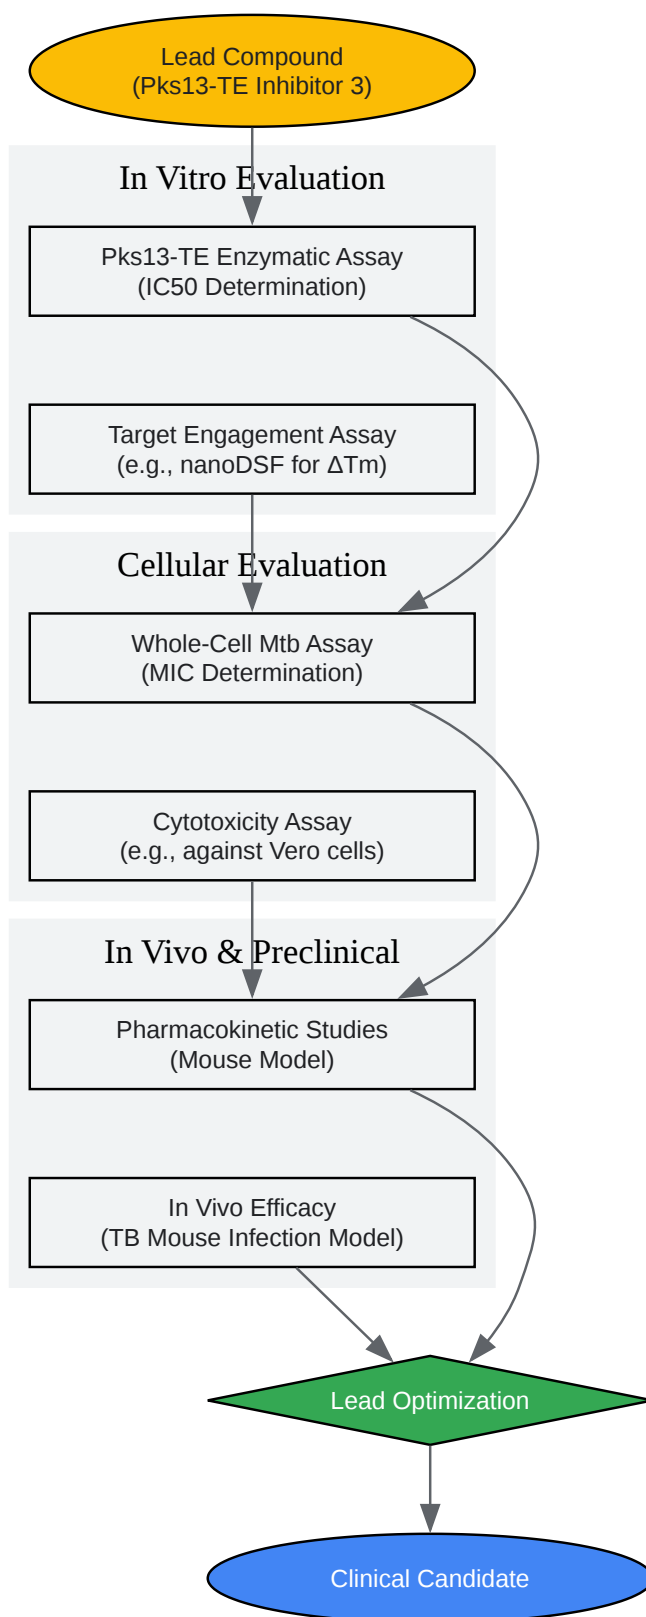 Lead Compound
(Pks13-TE Inhibitor 3)
In Vitro Evaluation
Pks13-TE Enzymatic Assay
(IC50 Determination)
Target Engagement Assay
(e.g., nanoDSF for ΔTm)
Cellular Evaluation
Whole-Cell Mtb Assay
(MIC Determination)
Cytotoxicity Assay
(e.g., against Vero cells)
In Vivo & Preclinical
Pharmacokinetic Studies
(Mouse Model)
In Vivo Efficacy
(TB Mouse Infection Model)
Lead Optimization
Clinical Candidate